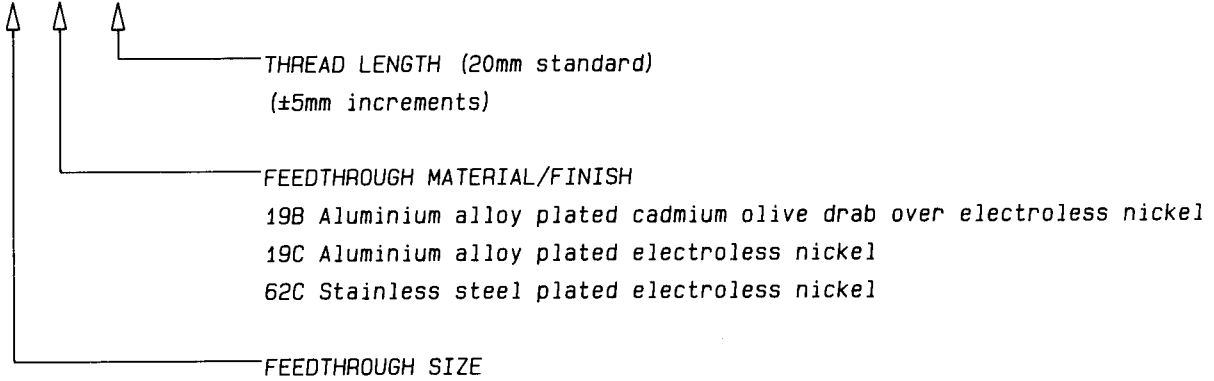 THREAD LENGTH (20mm standard)
(±5mm increments)
FEEDTHROUGH MATERIAL/FINISH
19B Aluminium alloy plated cadmium olive drab over electroless nickel
19C Aluminium alloy plated electroless nickel
62C Stainless steel plated electroless nickel
FEEDTHROUGH SIZE